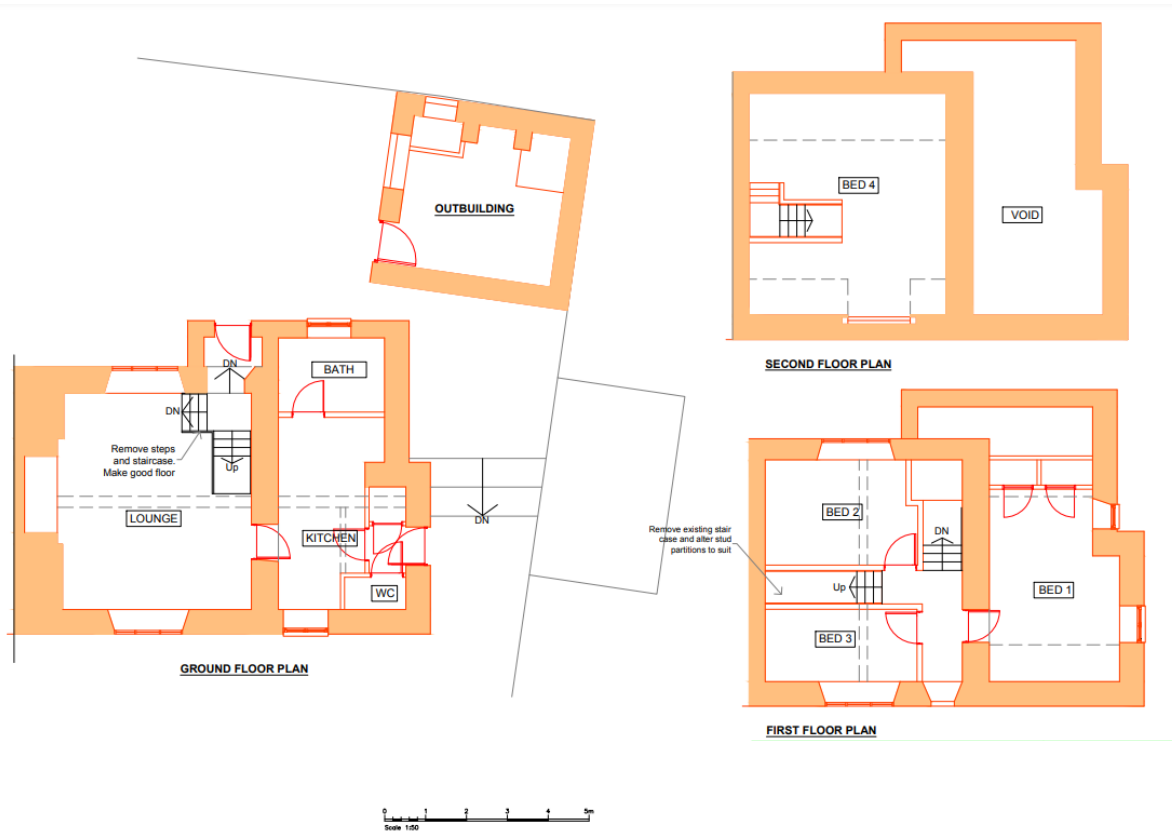 OUTBUILDING
BED 4
VOID
SECOND FLOOR PLAN
DN
BATH
DN
Remove steps
and staircase.
Make good floor
Up
LOUNGE
KITCHEN
DN
WC
GROUND FLOOR PLAN
BED 2
DN
Remove existing stair
case and alter stud
partitions to suit
Up
BED 1
BED 3
FIRST FLOOR PLAN
0 1 2 3 4 5m
Scale 1:50